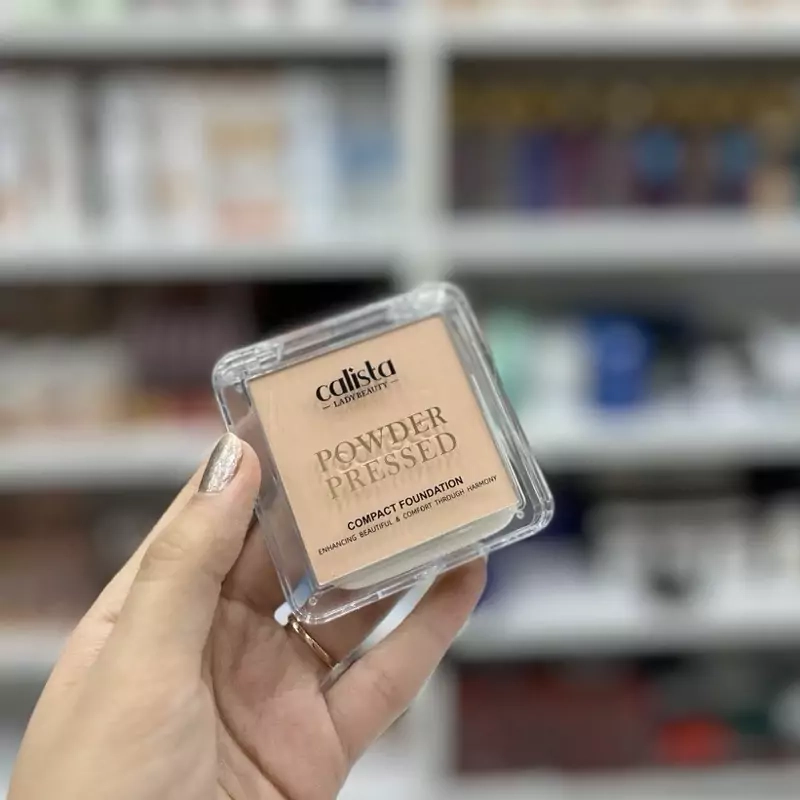 calista
— LADYBEAUTY —
POWDER
PRESSED
COMPACT FOUNDATION
ENHANCING BEAUTIFUL & COMFORT THROUGH HARMONY